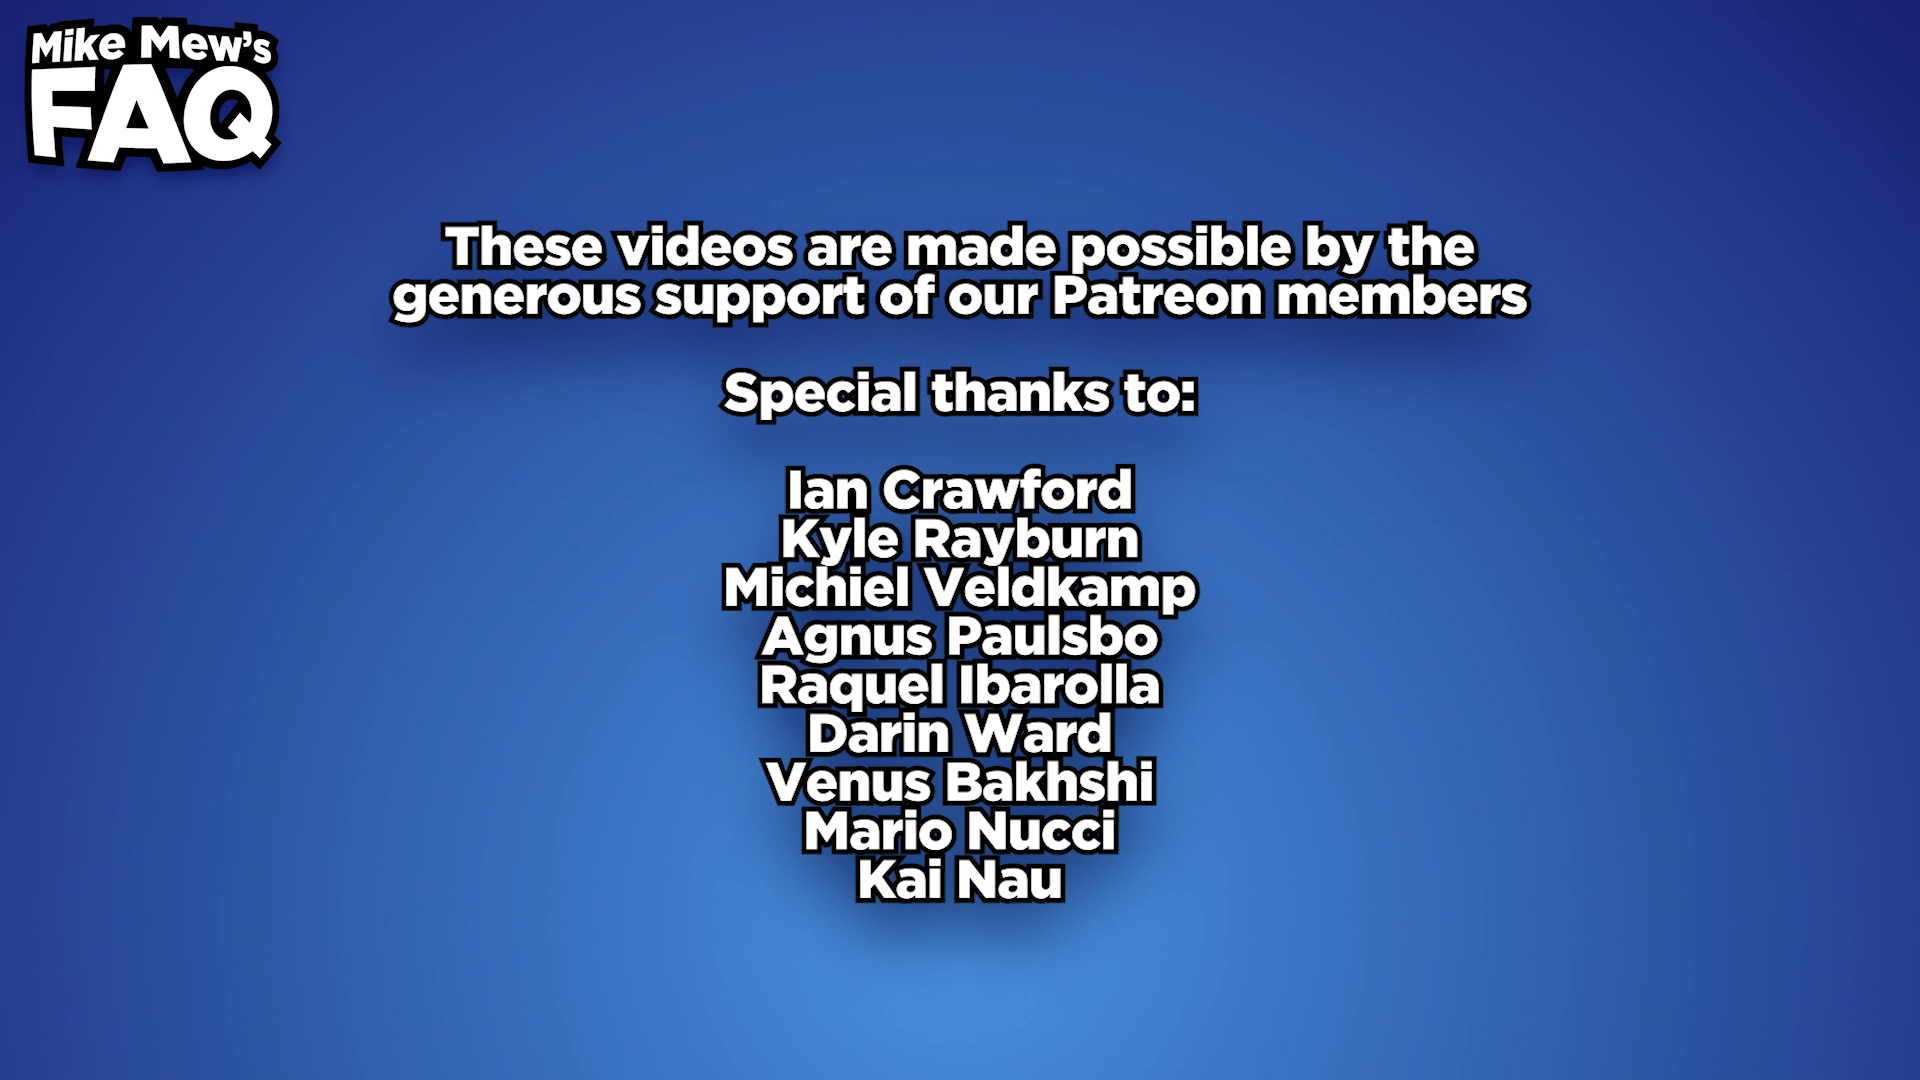 Mike Mew's
FAQ
These videos are made possible by the
generous support of our Patreon members
Special thanks to:
Ian Crawford
Kyle Rayburn
Michiel Veldkamp
Agnus Paulsbo
Raquel Ibarolla
Darin Ward
Venus Bakhshi
Mario Nucci
Kai Nau